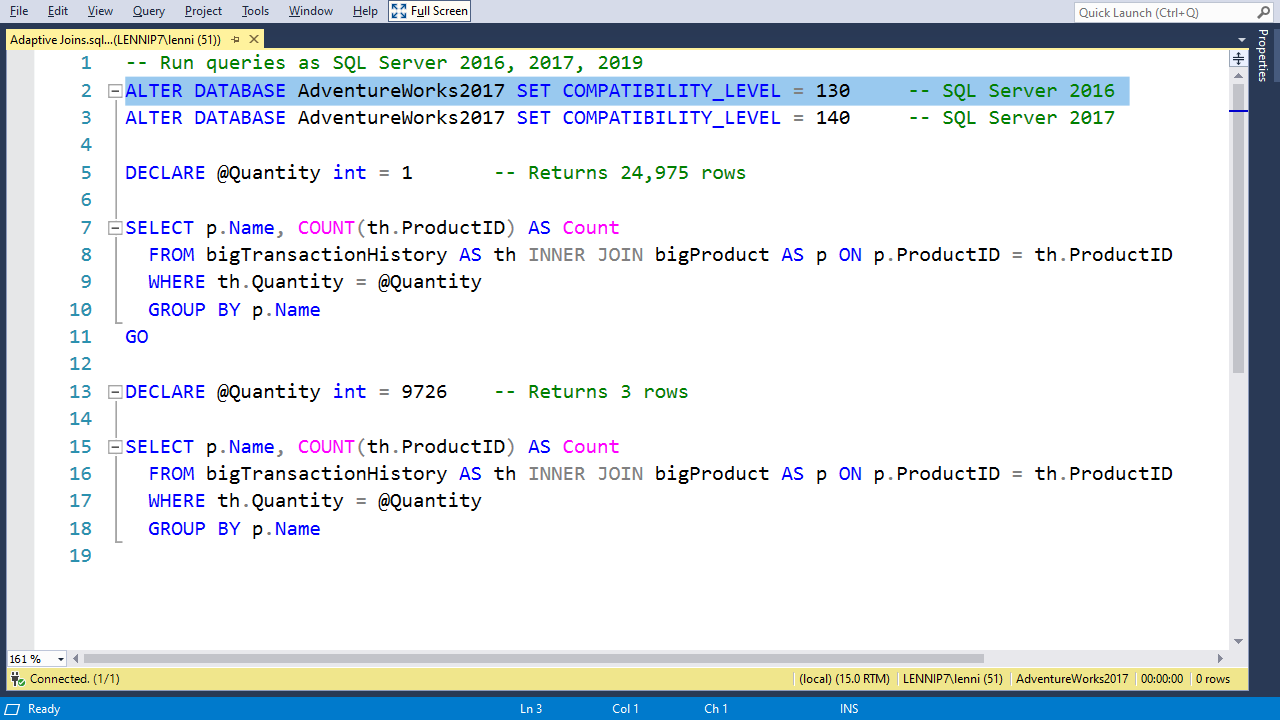 File Edit View Query Project Tools Window Help Full Screen
Quick Launch (Ctrl+Q)
Adaptive Joins.sql...(LENNIP7\lenni (51))
Properties
1 -- Run queries as SQL Server 2016, 2017, 2019
2 ALTER DATABASE AdventureWorks2017 SET COMPATIBILITY_LEVEL = 130 -- SQL Server 2016
3 ALTER DATABASE AdventureWorks2017 SET COMPATIBILITY_LEVEL = 140 -- SQL Server 2017
4
5 DECLARE @Quantity int = 1 -- Returns 24,975 rows
6
7 SELECT p.Name, COUNT(th.ProductID) AS Count
8 FROM bigTransactionHistory AS th INNER JOIN bigProduct AS p ON p.ProductID = th.ProductID
9 WHERE th.Quantity = @Quantity
10 GROUP BY p.Name
11 GO
12
13 DECLARE @Quantity int = 9726 -- Returns 3 rows
14
15 SELECT p.Name, COUNT(th.ProductID) AS Count
16 FROM bigTransactionHistory AS th INNER JOIN bigProduct AS p ON p.ProductID = th.ProductID
17 WHERE th.Quantity = @Quantity
18 GROUP BY p.Name
19
161 %
Connected. (1/1) (local) (15.0 RTM) LENNIP7\lenni (51) AdventureWorks2017 00:00:00 0 rows
Ready Ln 3 Col 1 Ch 1 INS